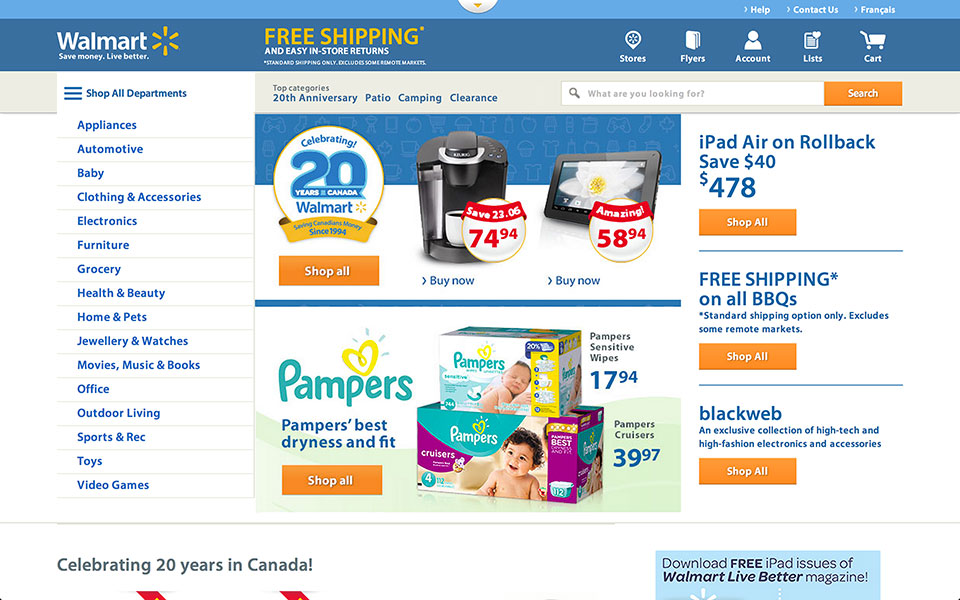 › Help
› Contact Us
› Français
Walmart
Save money. Live better.
FREE SHIPPING*
AND EASY IN-STORE RETURNS
*STANDARD SHIPPING ONLY. EXCLUDES SOME REMOTE MARKETS.
Stores
Flyers
Account
Lists
Cart
Shop All Departments
Top categories
20th Anniversary Patio Camping Clearance
What are you looking for?
Search
Appliances
Automotive
Baby
Clothing & Accessories
Electronics
Furniture
Grocery
Health & Beauty
Home & Pets
Jewellery & Watches
Movies, Music & Books
Office
Outdoor Living
Sports & Rec
Toys
Video Games
Celebrating!
20
YEARS IN CANADA
Walmart
Saving Canadians Money
Since 1994
Shop all
KEURIG
Save 23.06
74 94
› Buy now
Amazing!
58 94
› Buy now
Pampers
Pampers' best
dryness and fit
Shop all
Pampers
sensitive
20%
Pampers
cruisers
4
112
PAMPERS
BEST
DRYNESS
AND FIT
112
Pampers
Sensitive
Wipes
17 94
Pampers
Cruisers
39 97
iPad Air on Rollback
Save $40
$478
Shop All
FREE SHIPPING*
on all BBQs
*Standard shipping option only. Excludes
some remote markets.
Shop All
blackweb
An exclusive collection of high-tech and
high-fashion electronics and accessories
Shop All
Celebrating 20 years in Canada!
Download FREE iPad issues of
Walmart Live Better magazine!